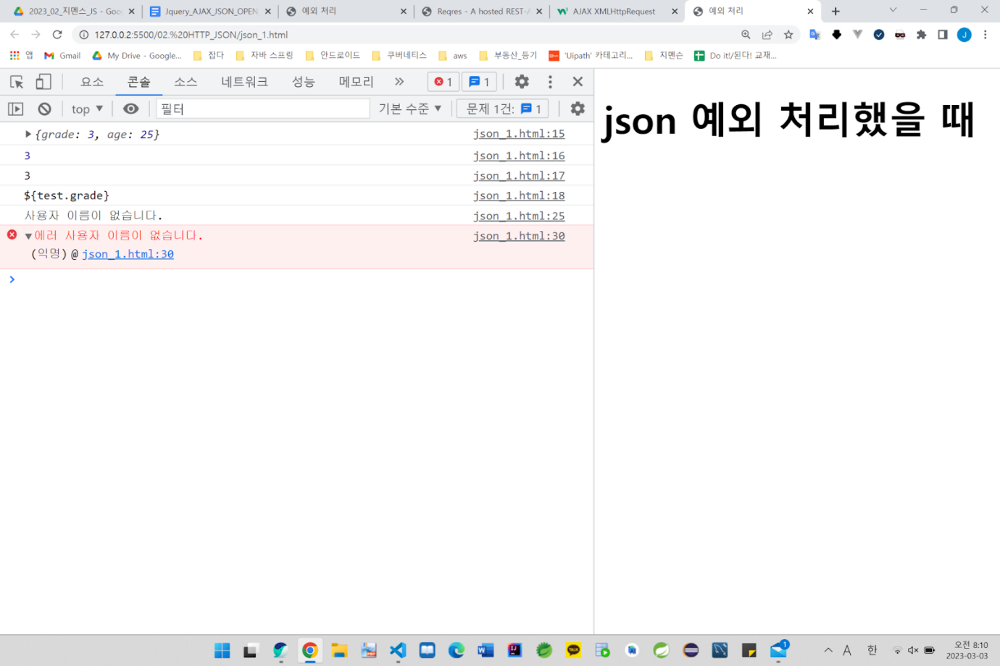 2023_02_지멘스_JS - Goo
Jquery_AJAX_JSON_OPEN
예외 처리
Reqres - A hosted REST-
AJAX XMLHttpRequest
예외 처리
127.0.0.2:5500/02.%20HTTP_JSON/json_1.html
J
앱
Gmail
My Drive - Google...
잡다
자바 스프링
안드로이드
쿠버네티스
aws
부동산_등기
'Uipath' 카테고리...
지멘슨
Do it!/된다! 교재...
요소
콘솔
소스
네트워크
성능
메모리
1
1
top
필터
기본 수준
문제 1건: 1
{grade: 3, age: 25} json_1.html:15
3 json_1.html:16
3 json_1.html:17
${test.grade} json_1.html:18
사용자 이름이 없습니다. json_1.html:25
에러 사용자 이름이 없습니다. json_1.html:30
(익명) @ json_1.html:30
json 예외 처리했을 때
1
A
한
오전 8:10
2023-03-03